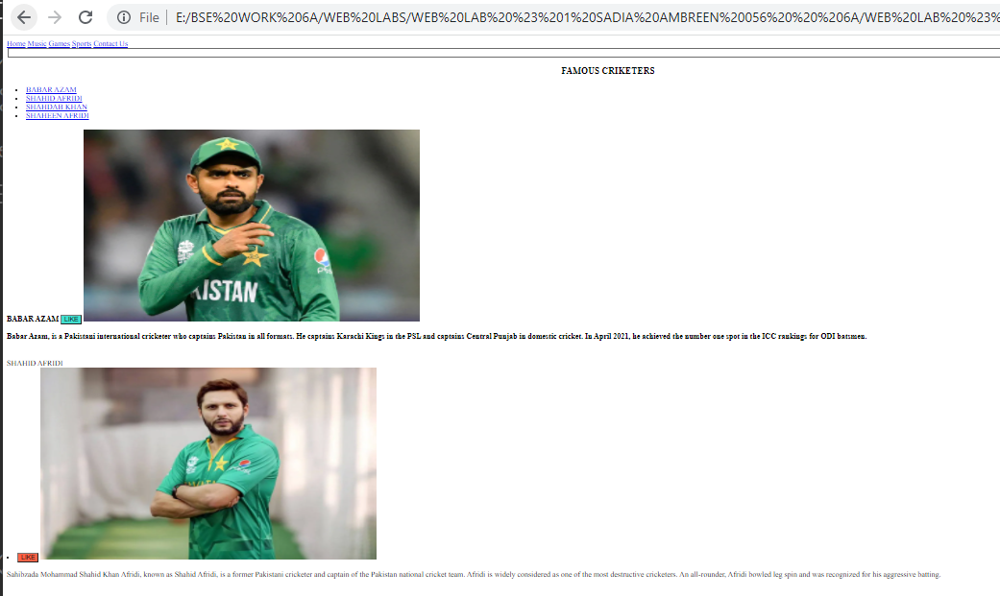 File | E:/BSE%20WORK%206A/WEB%20LABS/WEB%20LAB%20%23%201%20SADIA%20AMBREEN%20056%20%20%206A/WEB%20LAB%20%23%
Home Music Games Sports Contact Us
FAMOUS CRIKETERS
BABAR AZAM
SHAHID AFRIDI
SHAHDAB KHAN
SHAHEEN AFRIDI
KISTAN
BABAR AZAM LIKE
Babar Azam, is a Pakistani international cricketer who captains Pakistan in all formats. He captains Karachi Kings in the PSL and captains Central Punjab in domestic cricket. In April 2021, he achieved the number one spot in the ICC rankings for ODI batsmen.
SHAHID AFRIDI
LIKE
Sahibzada Mohammad Shahid Khan Afridi, known as Shahid Afridi, is a former Pakistani cricketer and captain of the Pakistan national cricket team. Afridi is widely considered as one of the most destructive cricketers. An all-rounder, Afridi bowled leg spin and was recognized for his aggressive batting.